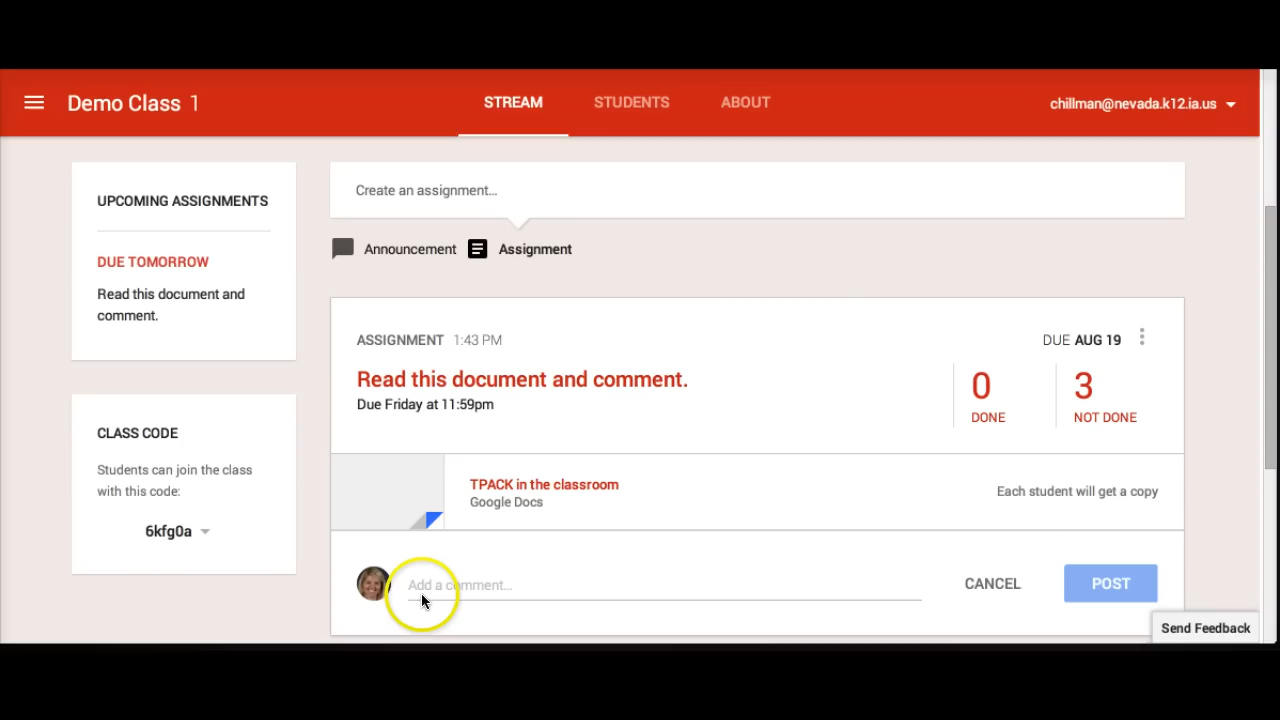 Demo Class 1
STREAM
STUDENTS
ABOUT
chillman@nevada.k12.ia.us
UPCOMING ASSIGNMENTS
DUE TOMORROW
Read this document and
comment.
CLASS CODE
Students can join the class
with this code:
6kfg0a
Create an assignment...
Announcement
Assignment
ASSIGNMENT 1:43 PM
DUE AUG 19
Read this document and comment.
Due Friday at 11:59pm
0
DONE
3
NOT DONE
TPACK in the classroom
Google Docs
Each student will get a copy
Add a comment...
CANCEL
POST
Send Feedback